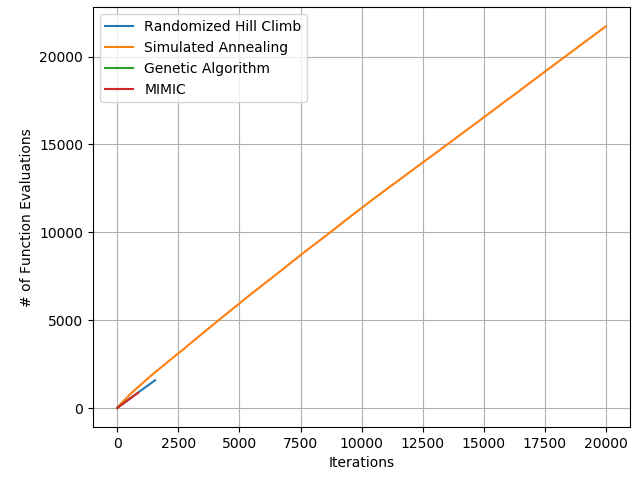 Randomized Hill Climb
Simulated Annealing
Genetic Algorithm
MIMIC
# of Function Evaluations
20000
15000
10000
5000
0
0 2500 5000 7500 10000 12500 15000 17500 20000
Iterations